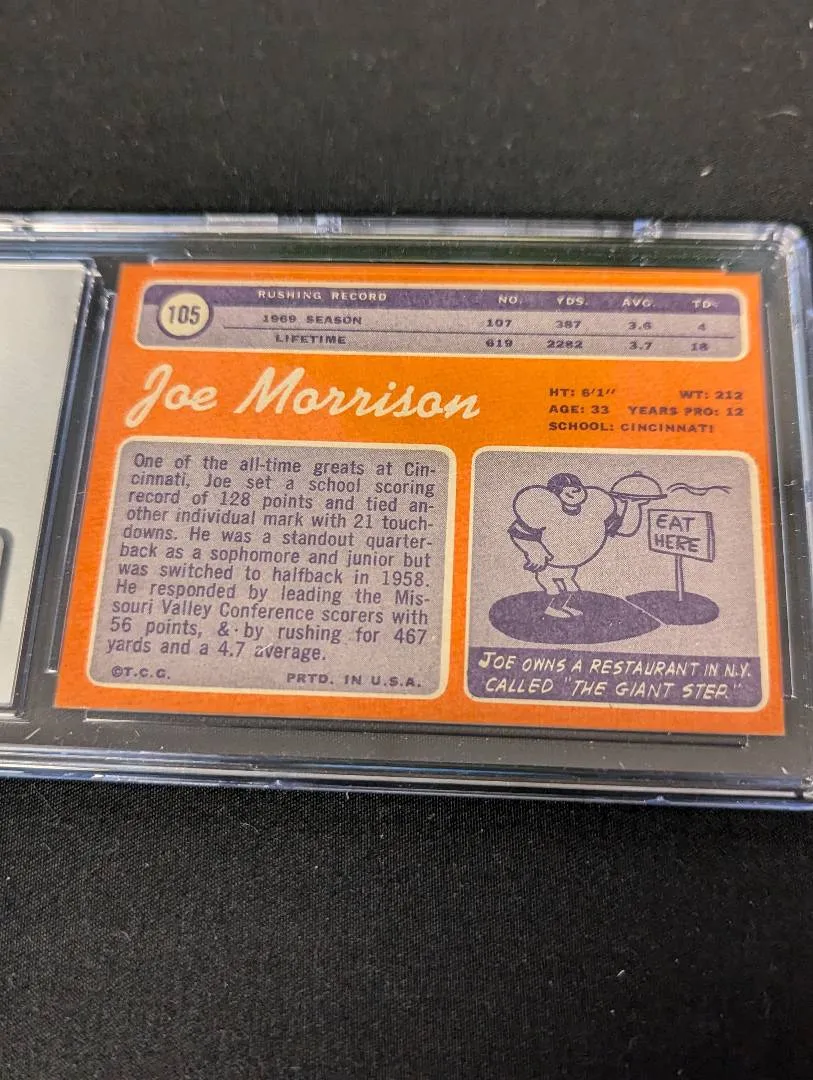 105
RUSHING RECORD NO. YDS. AVG. TD.
1969 SEASON 107 387 3.6 4
LIFETIME 619 2282 3.7 18
Joe Morrison
HT: 6'1" WT: 212
AGE: 33 YEARS PRO: 12
SCHOOL: CINCINNATI
One of the all-time greats at Cin-
cinnati, Joe set a school scoring
record of 128 points and tied an-
other individual mark with 21 touch-
downs. He was a standout quarter-
back as a sophomore and junior but
was switched to halfback in 1958.
He responded by leading the Mis-
souri Valley Conference scorers with
56 points, & by rushing for 467
yards and a 4.7 average.
©T.C.G. PRTD. IN U.S.A.
EAT
HERE
JOE OWNS A RESTAURANT IN N.Y.
CALLED "THE GIANT STEP."